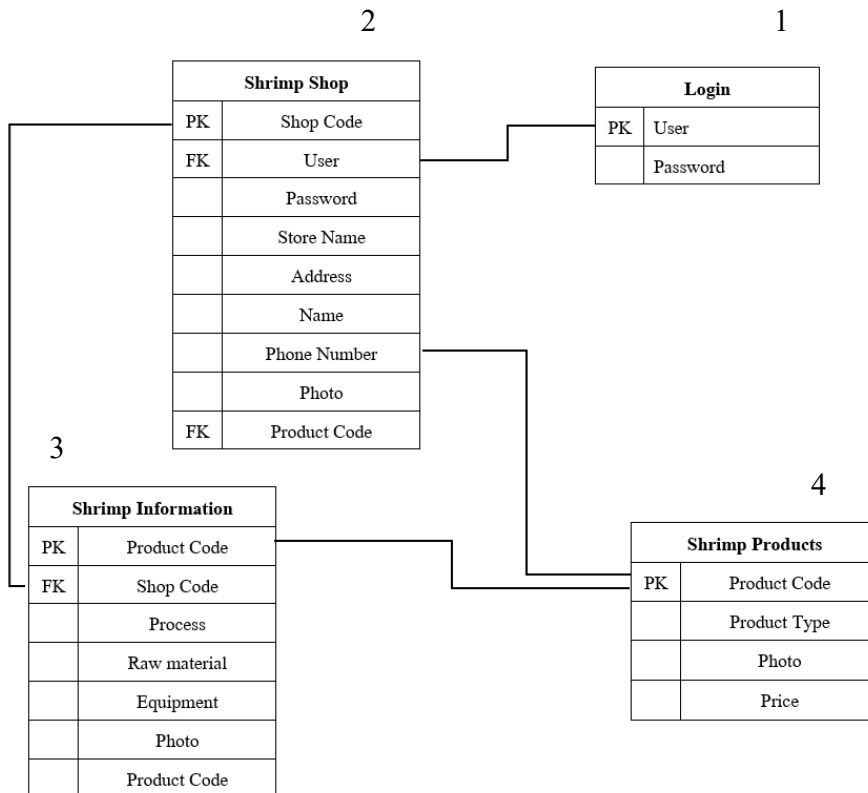 2
1
Shrimp Shop
PK Shop Code
FK User
Password
Store Name
Address
Name
Phone Number
Photo
FK Product Code
Login
PK User
Password
3
Shrimp Information
PK Product Code
FK Shop Code
Process
Raw material
Equipment
Photo
Product Code
4
Shrimp Products
PK Product Code
Product Type
Photo
Price